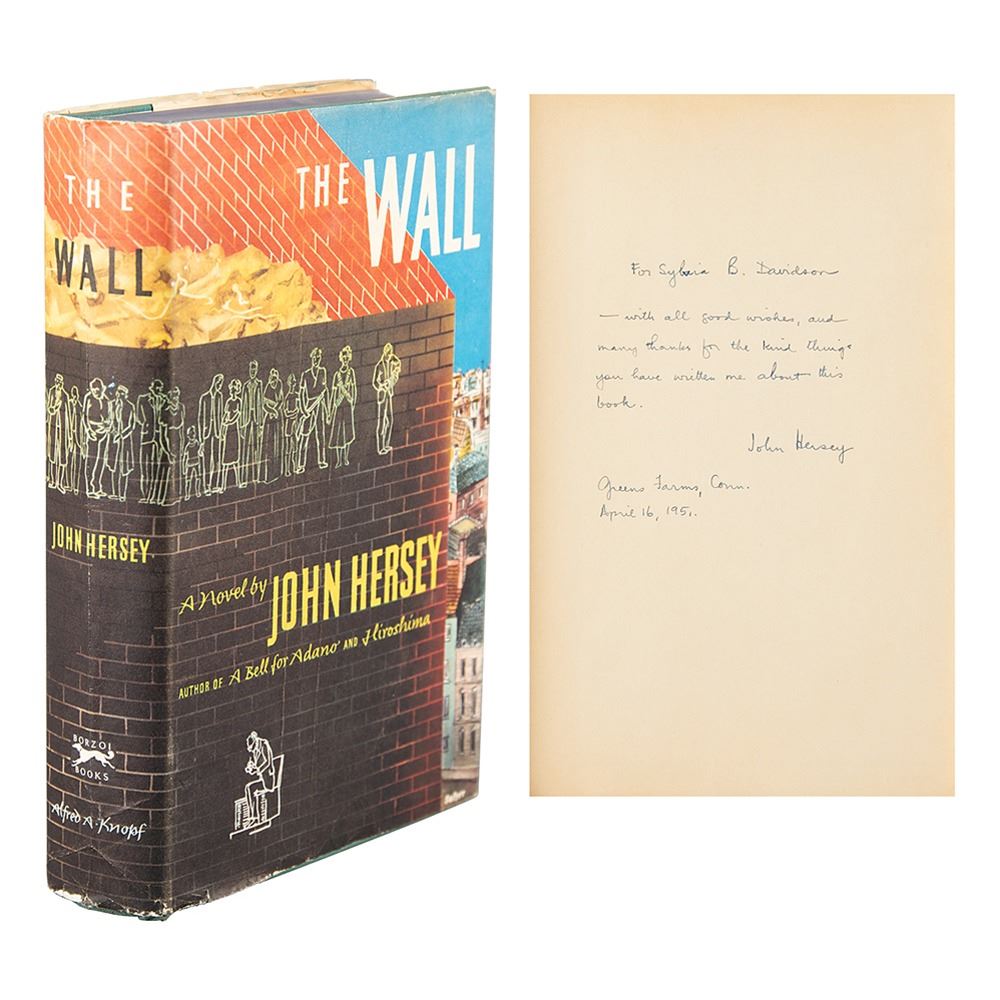 THE
WALL
JOHN HERSEY
BORZOI
BOOKS
Alfred A. Knopf
THE WALL
A Novel by JOHN HERSEY
AUTHOR OF A Bell for Adano AND Hiroshima
For Sylvia B. Davidson
— with all good wishes, and
many thanks for the kind things
you have written me about this
book.
John Hersey
Greens Farms, Conn.
April 16, 1951.